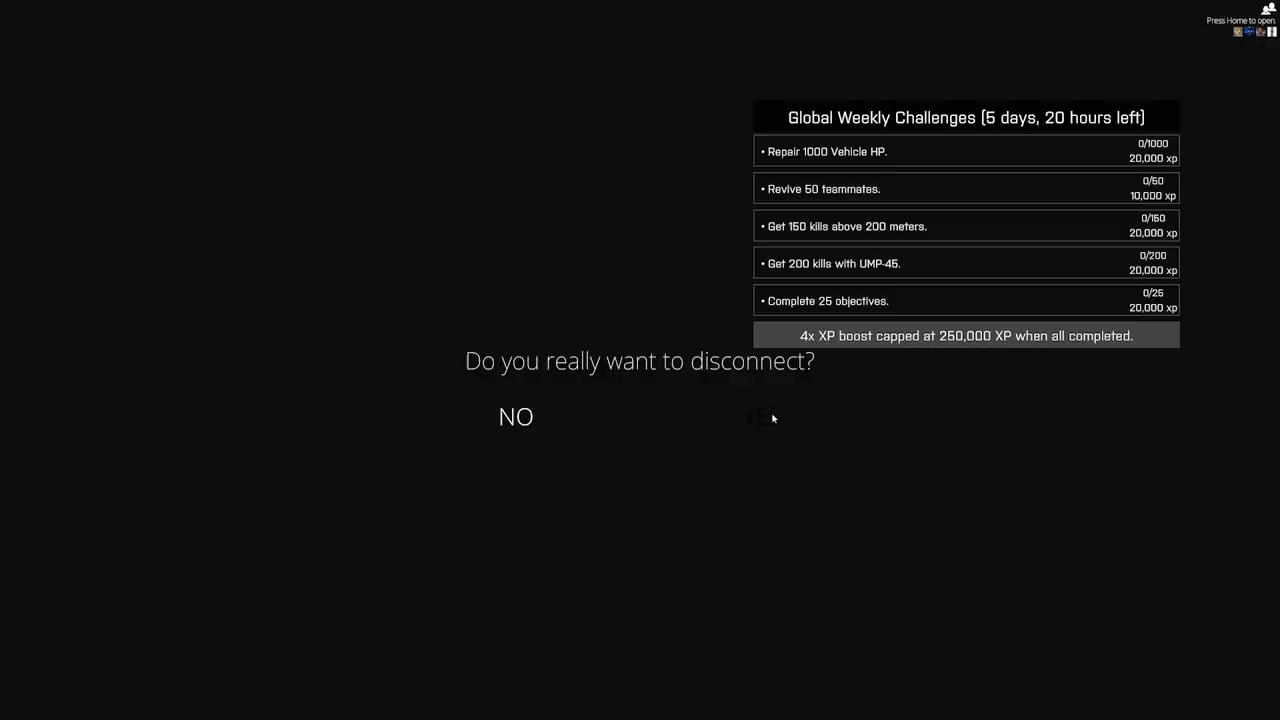 Press Home to open.
Global Weekly Challenges (5 days, 20 hours left)
• Repair 1000 Vehicle HP.
0/1000
20,000 xp
• Revive 50 teammates.
0/50
10,000 xp
• Get 150 kills above 200 meters.
0/150
20,000 xp
• Get 200 kills with UMP-45.
0/200
20,000 xp
• Complete 25 objectives.
0/25
20,000 xp
4x XP boost capped at 250,000 XP when all completed.
Do you really want to disconnect?
NO